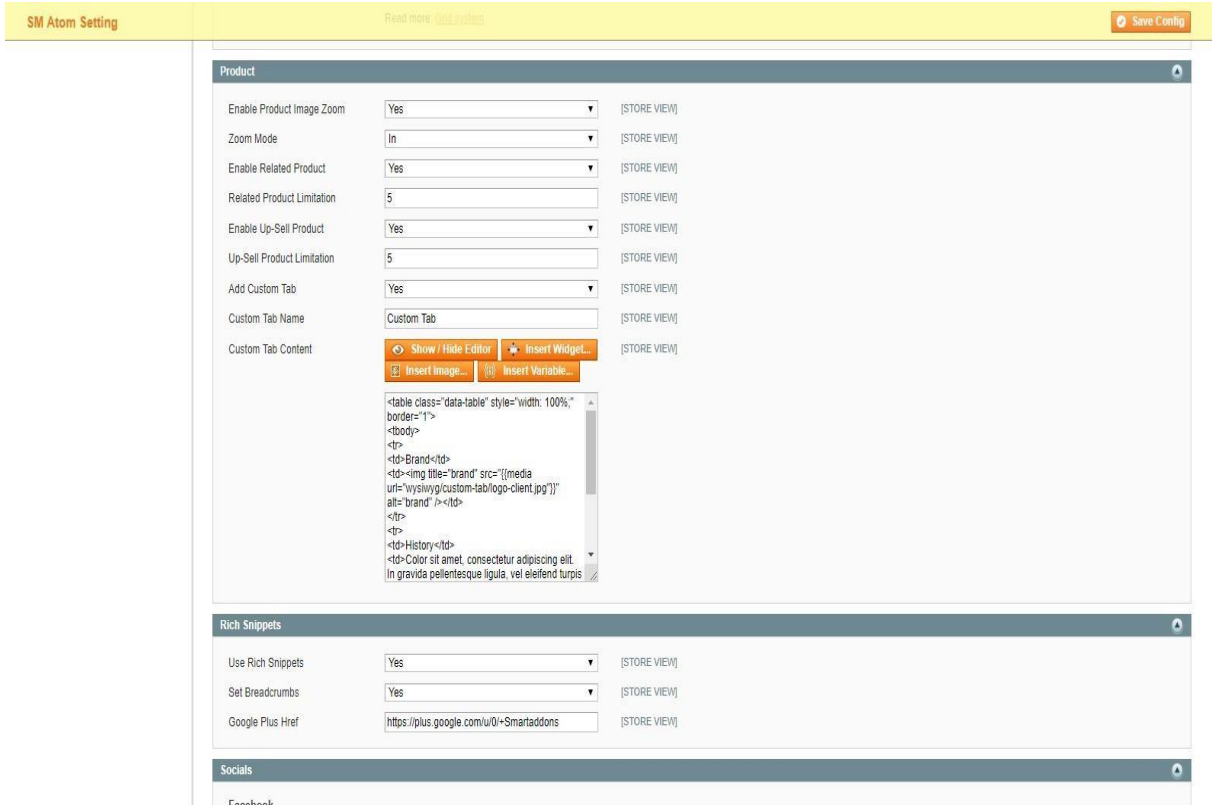 SM Atom Setting
Read more: Grid system
Save Config
Product
Enable Product Image Zoom Yes [STORE VIEW]
Zoom Mode In [STORE VIEW]
Enable Related Product Yes [STORE VIEW]
Related Product Limitation 5 [STORE VIEW]
Enable Up-Sell Product Yes [STORE VIEW]
Up-Sell Product Limitation 5 [STORE VIEW]
Add Custom Tab Yes [STORE VIEW]
Custom Tab Name Custom Tab [STORE VIEW]
Custom Tab Content Show / Hide Editor Insert Widget... [STORE VIEW]
Insert Image... Insert Variable...
<table class="data-table" style="width: 100%;"
border="1">
<tbody>
<tr>
<td>Brand</td>
<td><img title="brand" src="{{media
url="wysiwyg/custom-tab/logo-client.jpg"}}"
alt="brand" /></td>
</tr>
<tr>
<td>History</td>
<td>Color sit amet, consectetur adipiscing elit.
In gravida pellentesque ligula, vel eleifend turpis
Rich Snippets
Use Rich Snippets Yes [STORE VIEW]
Set Breadcrumbs Yes [STORE VIEW]
Google Plus Href https://plus.google.com/u/0/+Smartaddons [STORE VIEW]
Socials
Facebook